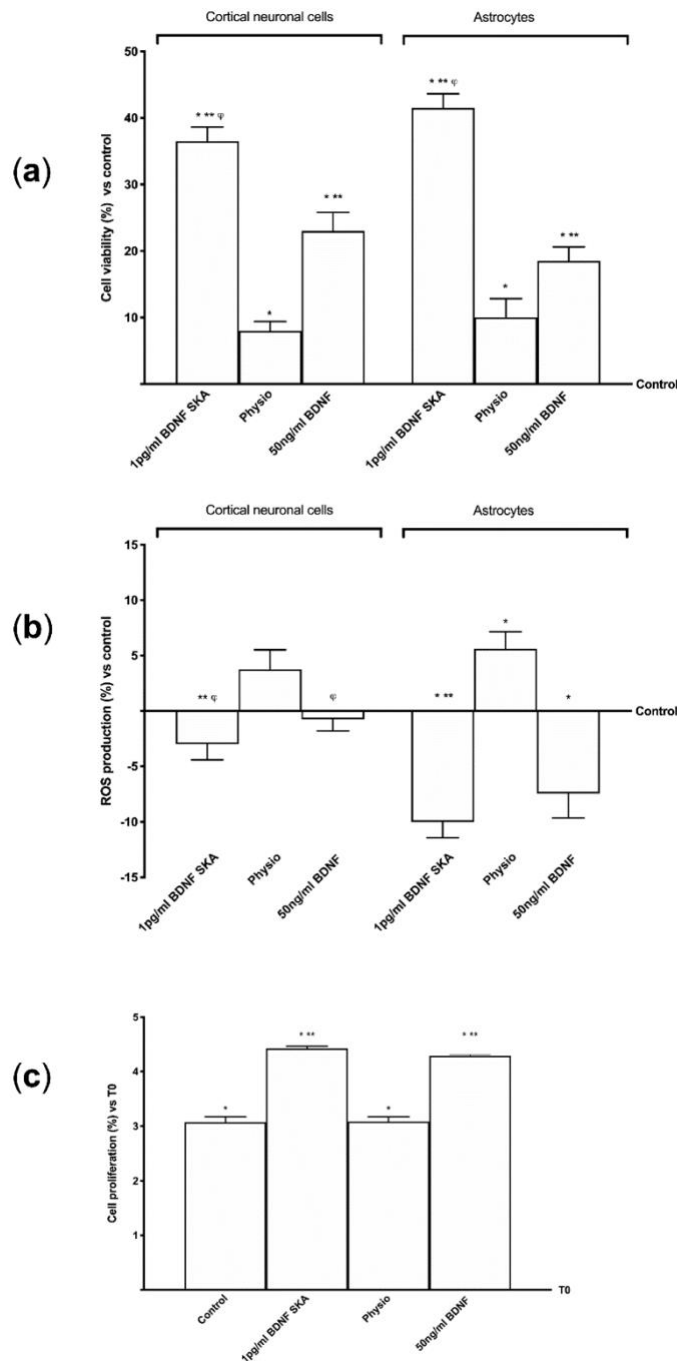 Cortical neuronal cells
Astrocytes
(a)
Cell viability (%) vs control
50
40
30
20
10
* ** φ
*
* **
* ** φ
*
* **
Control
1pg/ml BDNF SKA
Physio
50ng/ml BDNF
1pg/ml BDNF SKA
Physio
50ng/ml BDNF
Cortical neuronal cells
Astrocytes
(b)
ROS production (%) vs control
15
10
5
-5
-10
-15
** φ
φ
* **
*
*
Control
1pg/ml BDNF SKA
Physio
50ng/ml BDNF
1pg/ml BDNF SKA
Physio
50ng/ml BDNF
(c)
Cell proliferation (%) vs T0
5
4
3
2
1
*
* **
*
* **
T0
Control
1pg/ml BDNF SKA
Physio
50ng/ml BDNF